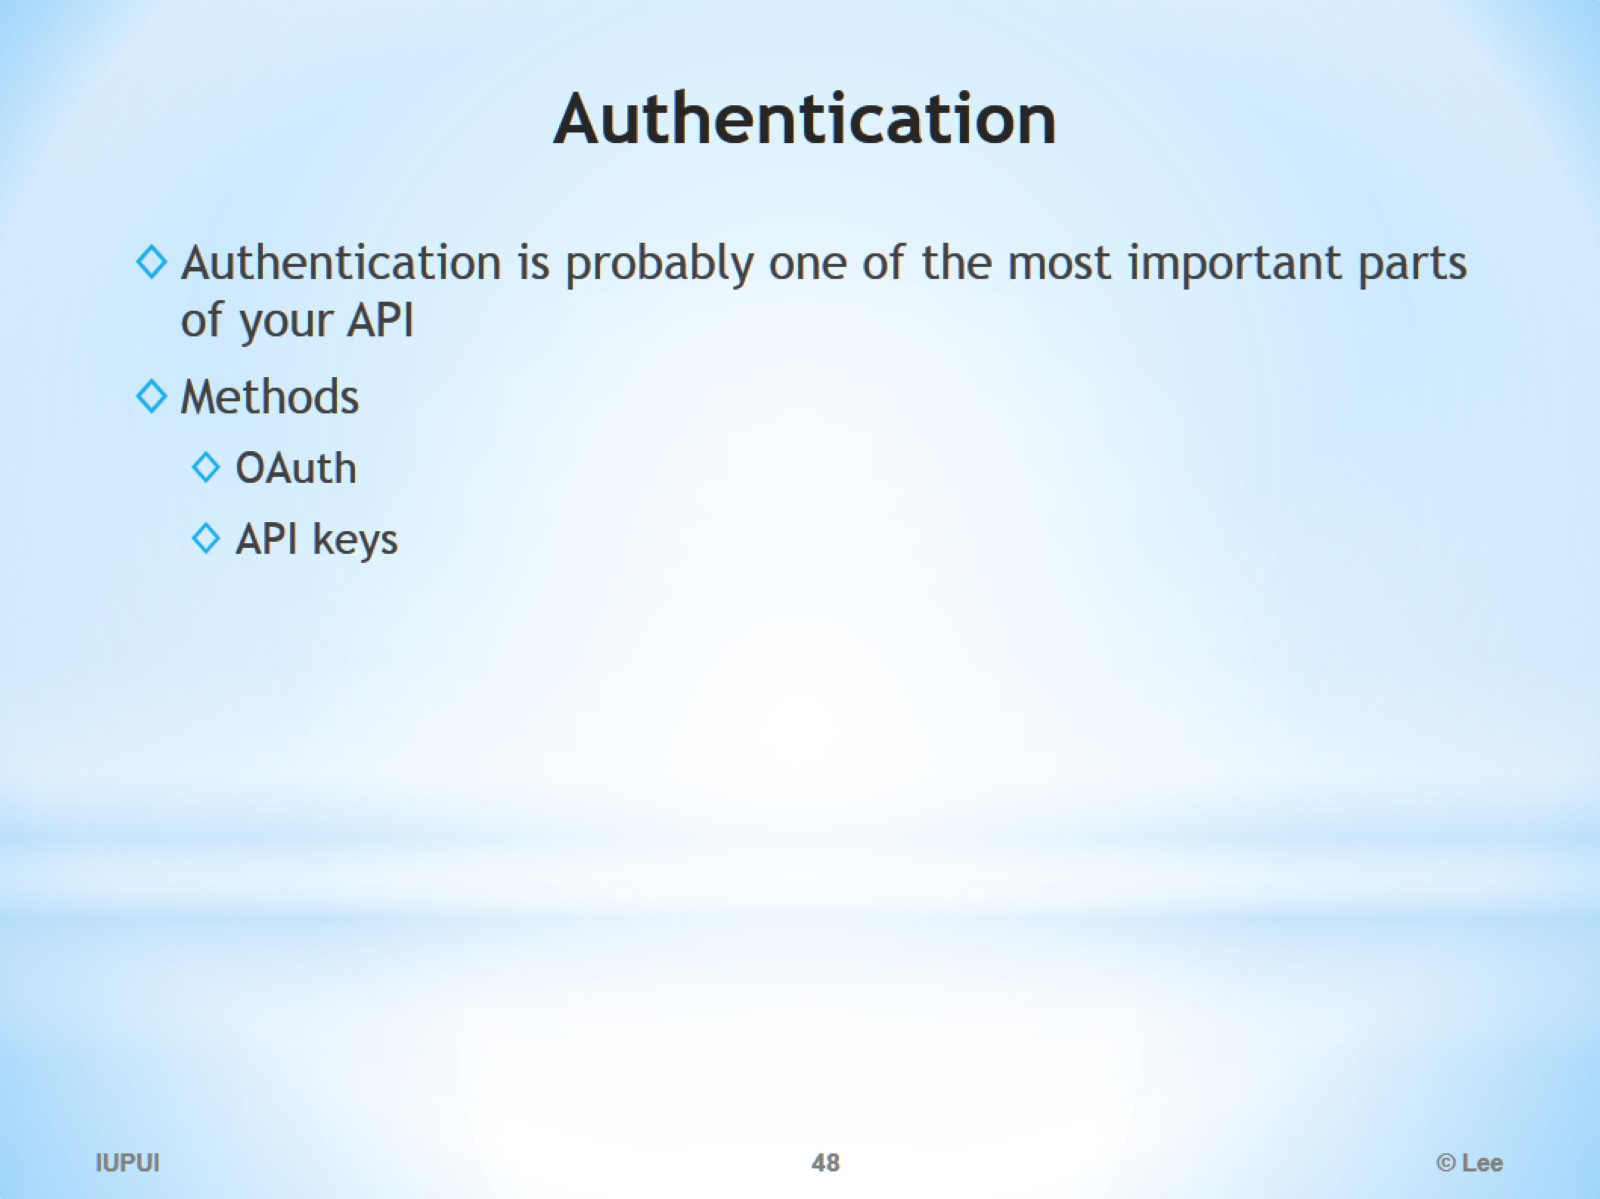 Authentication
Authentication is probably one of the most important parts
of your API
Methods
OAuth
API keys
IUPUI
48
© Lee